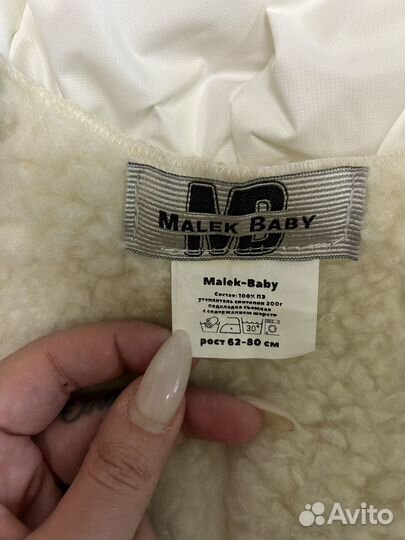 MB
MALEK BABY
Malek-Baby
Состав: 100% ПЭ
утеплитель синтепон 200г
подкладка съемная
с содержанием шерсти
30°
рост 62-80 см
Avito